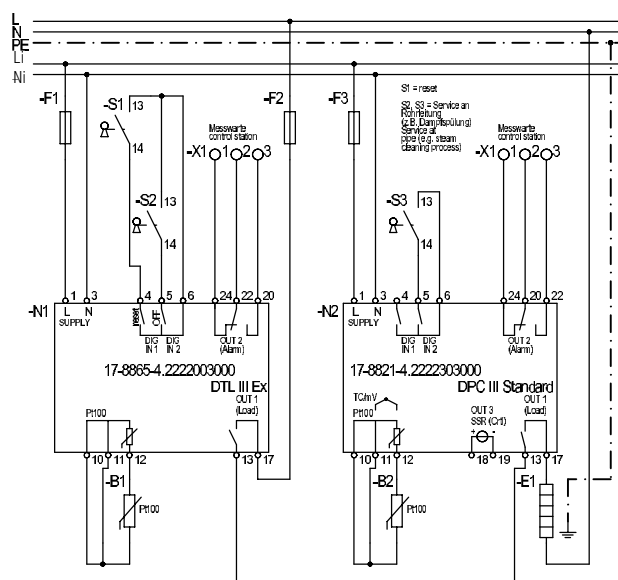 L
N
PE
Li
Ni
-F1
-S1
13
14
-F2
-F3
S1 = reset
S2, S3 = Service an
Rohrleitung
(z.B. Dampfspülung)
Service at
pipe (e.g. steam
cleaning process)
Messwarte
control station
-X1 1 2 3
Messwarte
control station
-X1 1 2 3
-S2 13
14
-S3 13
14
-N1
1 3 4 5 6 24 22 20
L N
SUPPLY
reset
OFF
DIG
IN 1
DIG
IN 2
OUT 2
(Alarm)
17-8865-4.2222003000
DTL III Ex
Pt100
OUT 1
(Load)
10 11 12 13 17
-B1
Pt100
-N2
1 3 4 5 6 24 20 22
L N
SUPPLY
DIG
IN 1
DIG
IN 2
OUT 2
(Alarm)
17-8821-4.2222303000
DPC III Standard
TC/mV
Pt100
OUT 3
SSR (Crt1)
+ -
OUT 1
(Load)
10 11 12 18 19 13 17
-B2
Pt100
-E1